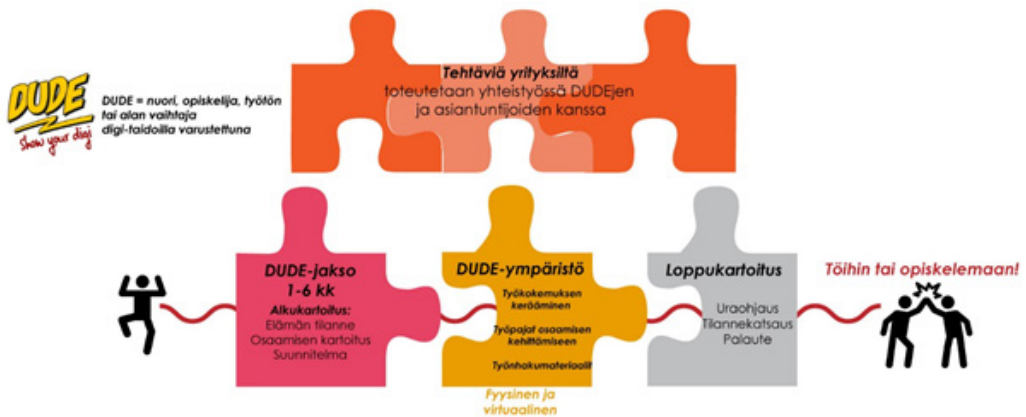 DUDE
Show your digi
DUDE = nuori, opiskelija, työtön
tai alan vaihtaja
digi-taidoilla varustettuna
Tehtäviä yrityksiltä
toteutetaan yhteistyössä DUDEjen
ja asiantuntijoiden kanssa
DUDE-jakso
1-6 kk
Alkukartoitus:
Elämän tilanne
Osaamisen kartoitus
Suunnitelma
DUDE-ympäristö
Työkokemuksen
kerääminen
Työpajat osaamisen
kehittämiseen
Työnhakumateriaalit
Fyysinen ja
virtuaalinen
Loppukartoitus
Uraohjaus
Tilannekatsaus
Palaute
Töihin tai opiskelemaan!